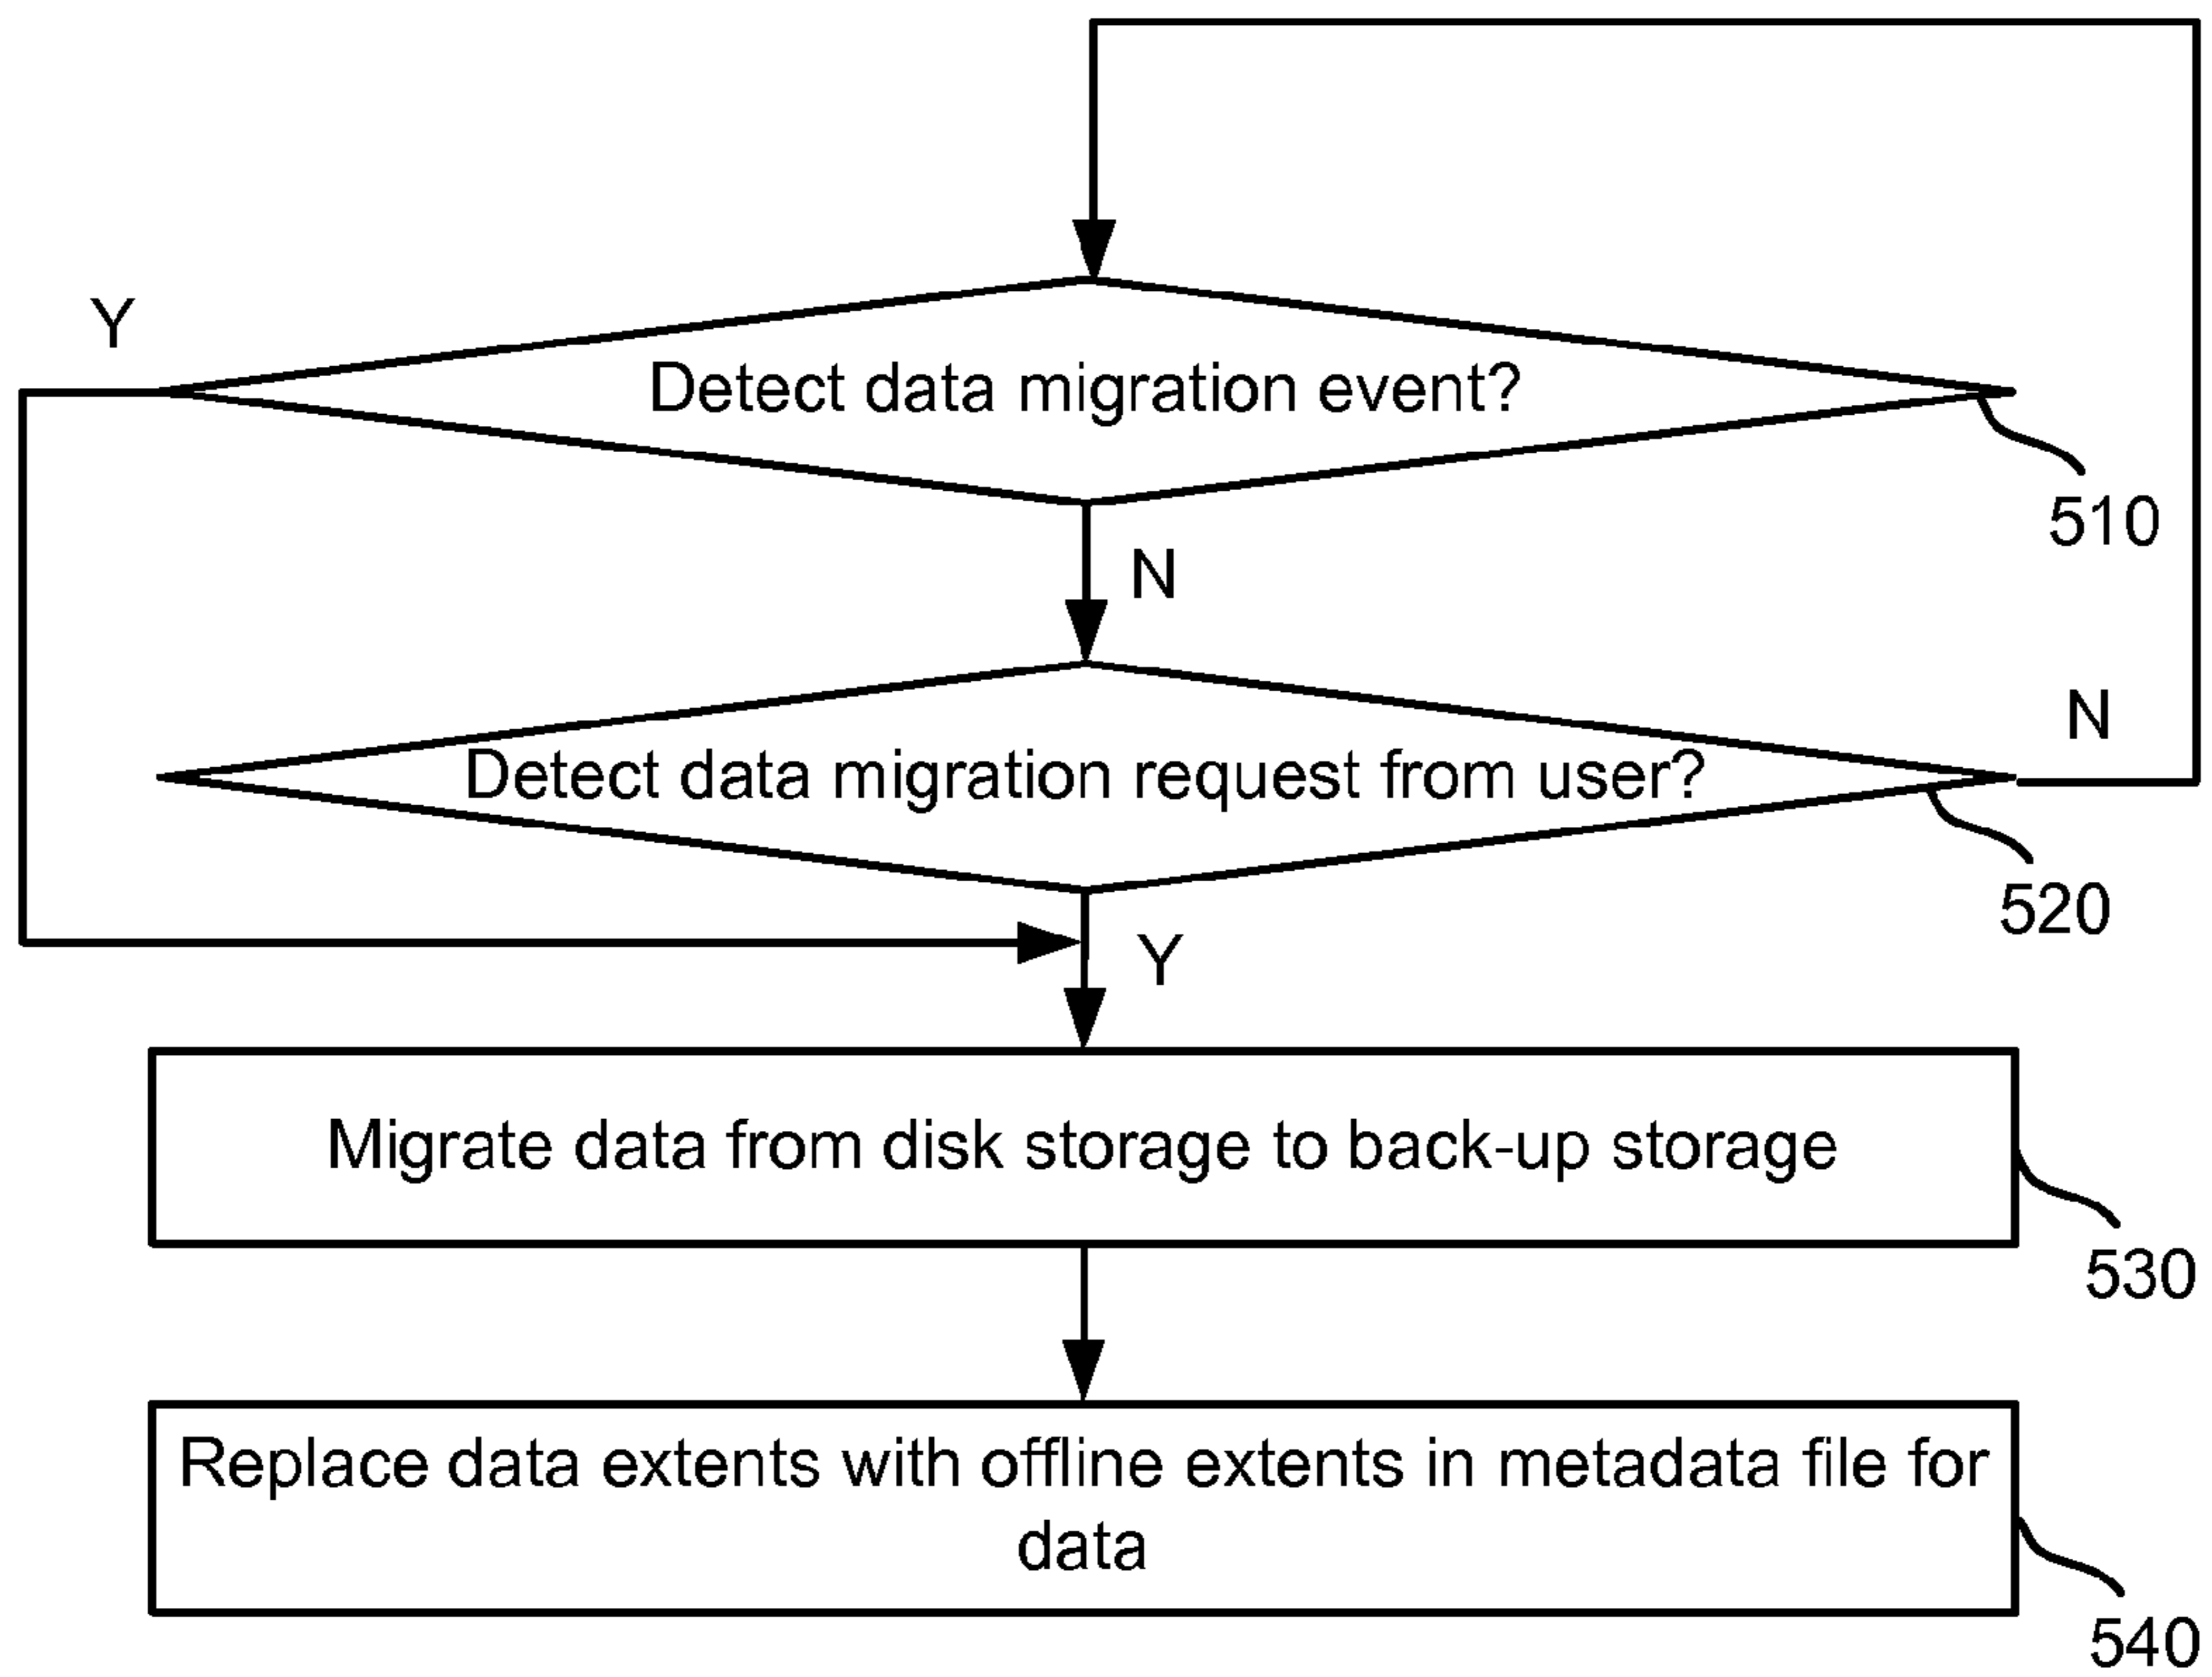 Y
Detect data migration event?
510
N
N
Detect data migration request from user?
520
Y
Migrate data from disk storage to back-up storage
530
Replace data extents with offline extents in metadata file for
data
540